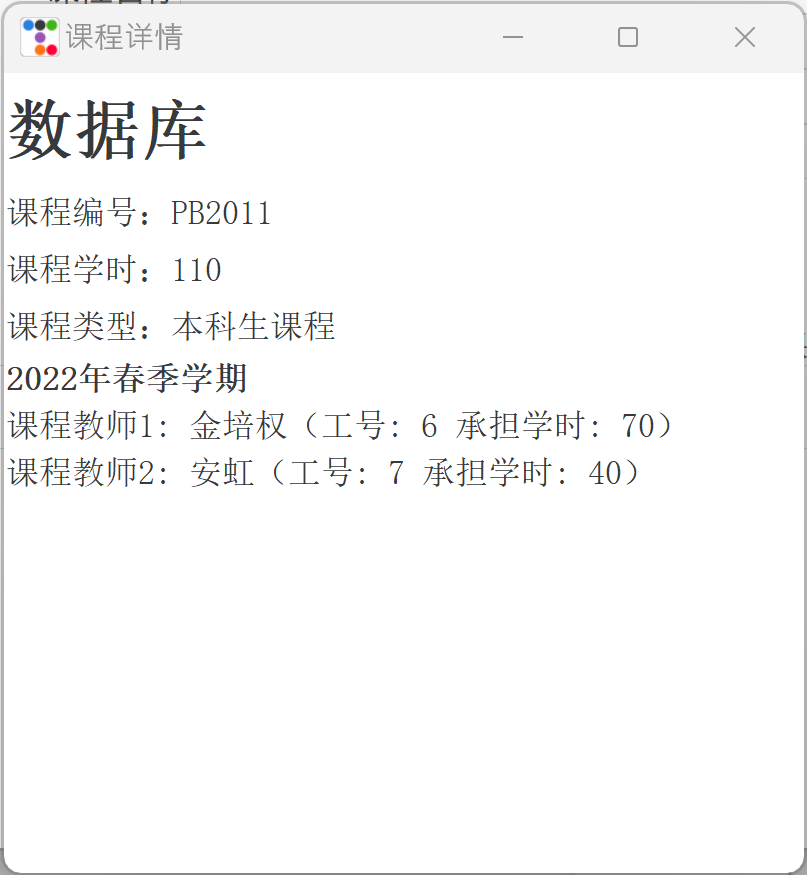 课程详情
数据库
课程编号：PB2011
课程学时：110
课程类型：本科生课程
2022年春季学期
课程教师1: 金培权（工号: 6 承担学时: 70）
课程教师2: 安虹（工号: 7 承担学时: 40）